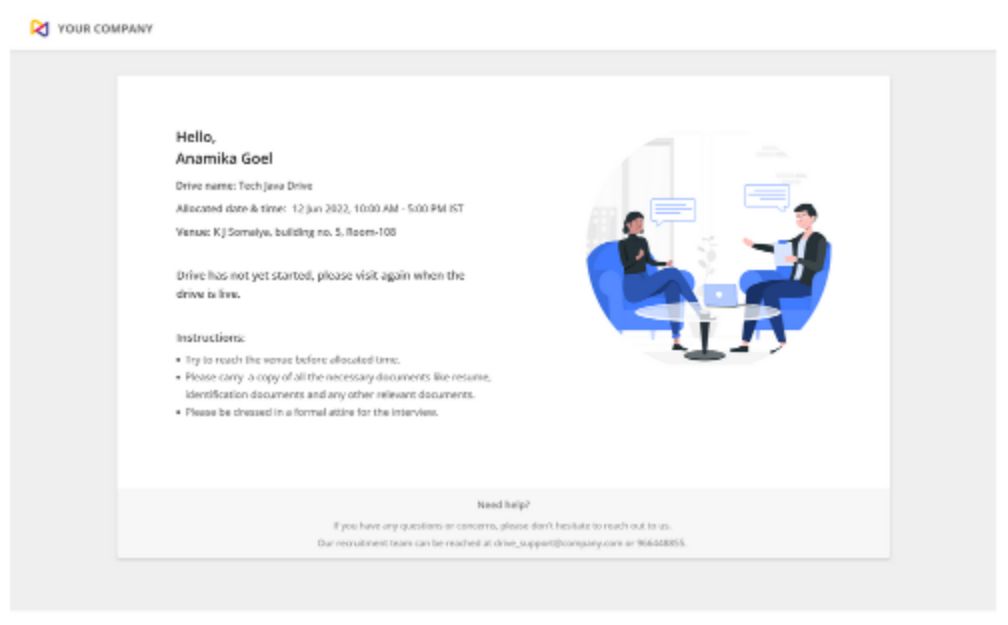 YOUR COMPANY
Hello,
Anamika Goel
Drive name: Tech Java Drive
Allocated date & time: 12 Jun 2022, 10:00 AM - 5:00 PM IST
Venue: K J Somaiya, building no. 5, Room-108
Drive has not yet started, please visit again when the
drive is live.
Instructions:
• Try to reach the venue before allocated time.
• Please carry a copy of all the necessary documents like resume,
identification documents and any other relevant documents.
• Please be dressed in a formal attire for the interview.
Need help?
If you have any questions or concerns, please don't hesitate to reach out to us.
Our recruitment team can be reached at drive_support@company.com or